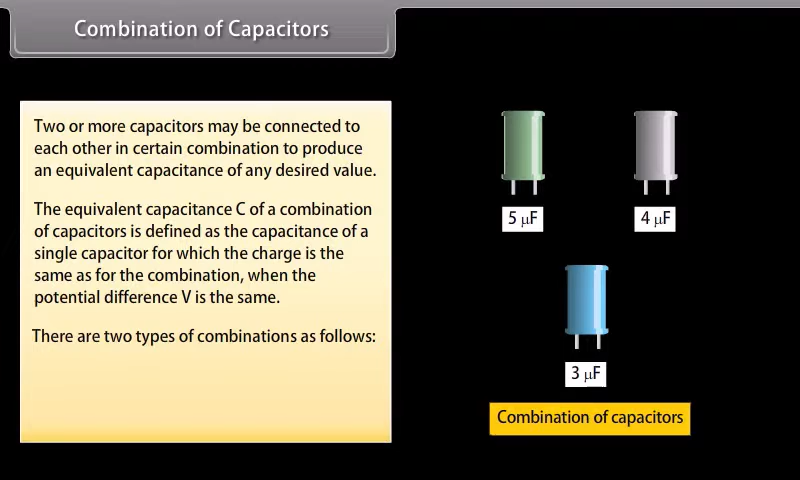 Combination of Capacitors
Two or more capacitors may be connected to
each other in certain combination to produce
an equivalent capacitance of any desired value.
The equivalent capacitance C of a combination
of capacitors is defined as the capacitance of a
single capacitor for which the charge is the
same as for the combination, when the
potential difference V is the same.
There are two types of combinations as follows:
5 μF
4 μF
3 μF
Combination of capacitors